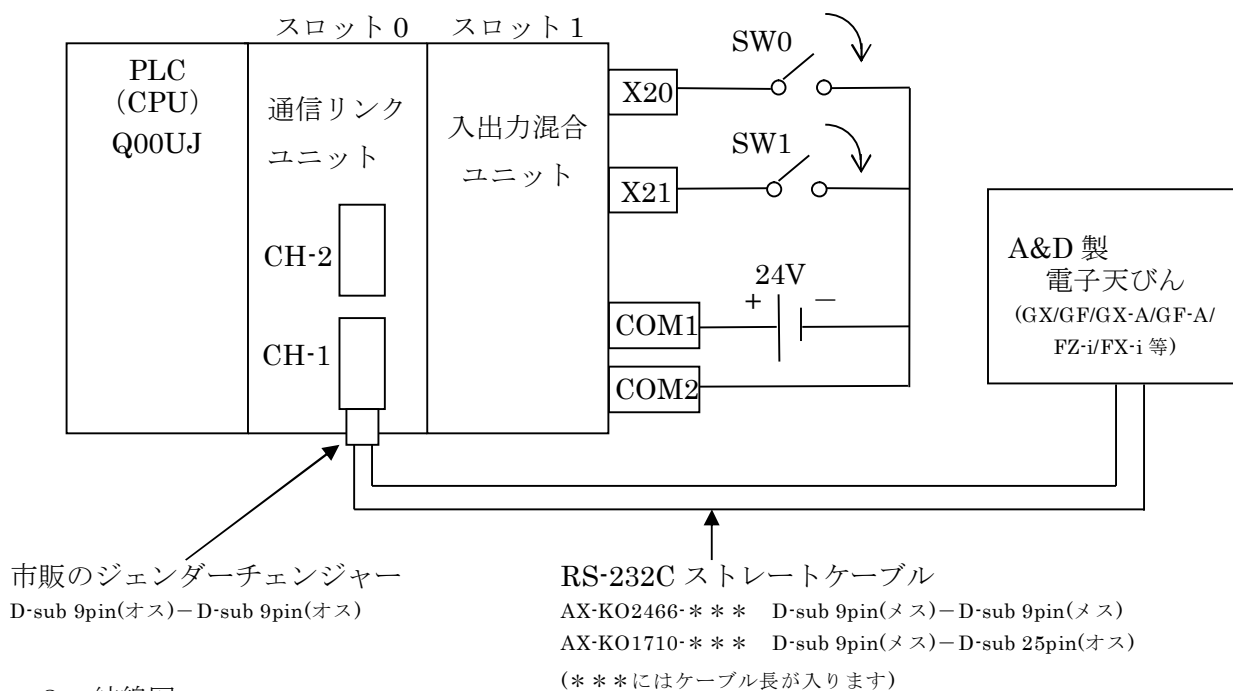 スロット 0
スロット 1
PLC
（CPU）
Q00UJ
通信リンク
ユニット
CH-2
CH-1
入出力混合
ユニット
X20
SW0
X21
SW1
24V
＋ －
COM1
COM2
A&D 製
電子天びん
(GX/GF/GX-A/GF-A/
FZ-i/FX-i 等)
市販のジェンダーチェンジャー
D-sub 9pin(オス)－D-sub 9pin(オス)
RS-232C ストレートケーブル
AX-KO2466-＊＊＊ D-sub 9pin(メス)－D-sub 9pin(メス)
AX-KO1710-＊＊＊ D-sub 9pin(メス)－D-sub 25pin(オス)
(＊＊＊にはケーブル長が入ります)